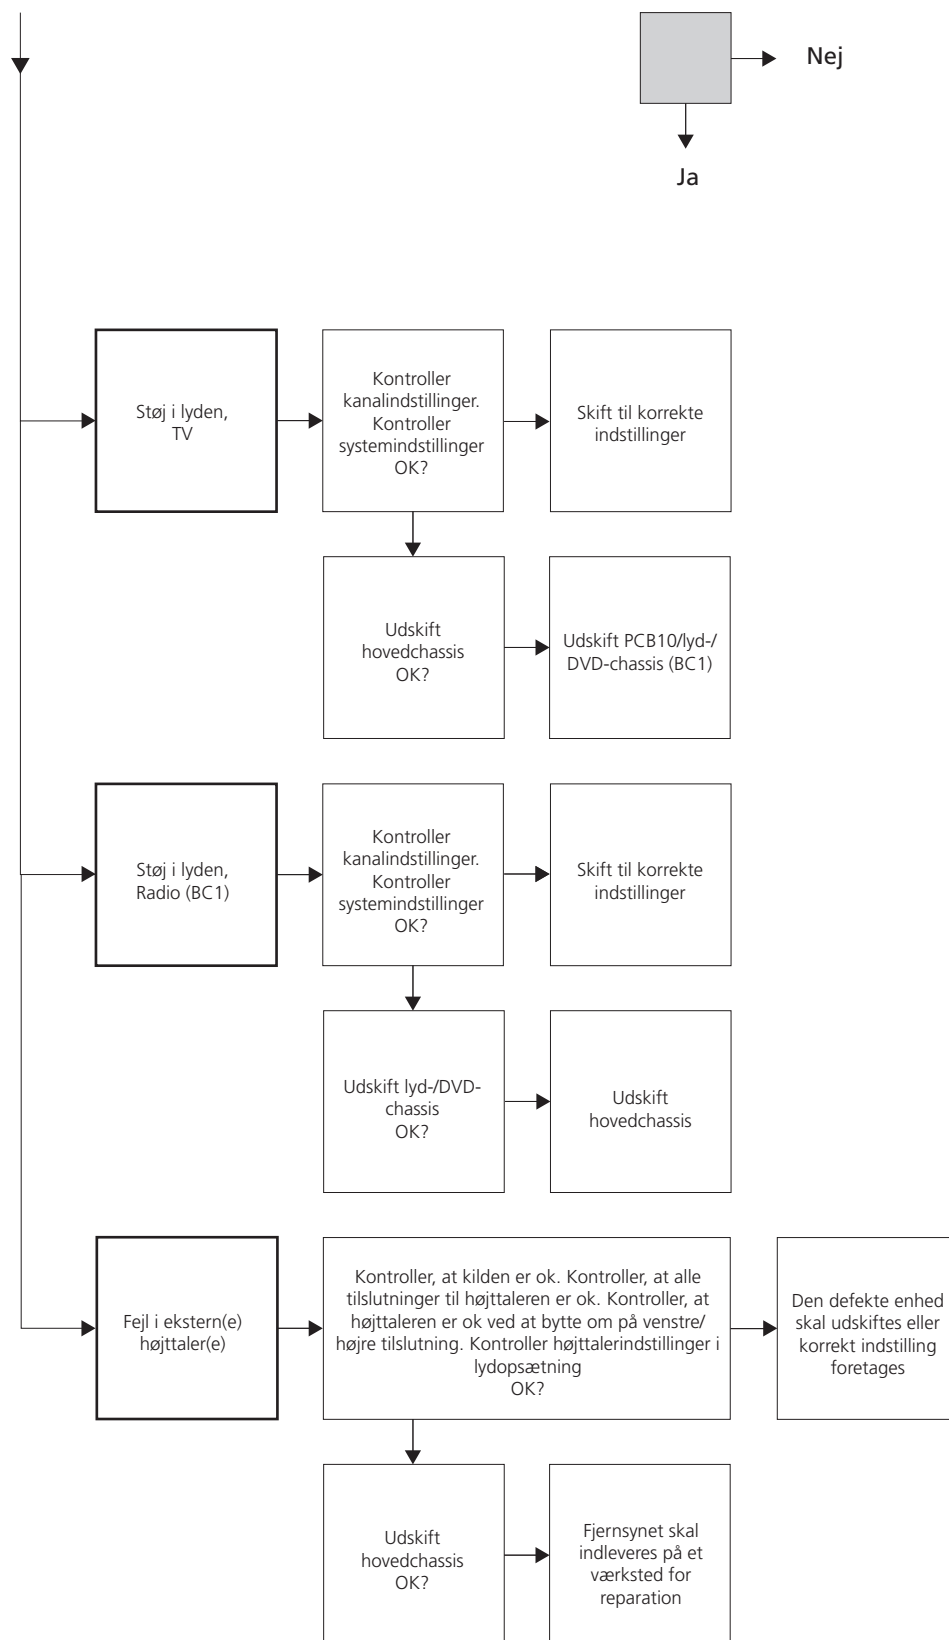 Nej
Ja
Støj i lyden,
TV
Kontroller
kanalindstillinger.
Kontroller
systemindstillinger
OK?
Skift til korrekte
indstillinger
Udskift
hovedchassis
OK?
Udskift PCB10/lyd-/
DVD-chassis (BC1)
Støj i lyden,
Radio (BC1)
Kontroller
kanalindstillinger.
Kontroller
systemindstillinger
OK?
Skift til korrekte
indstillinger
Udskift lyd-/DVD-
chassis
OK?
Udskift
hovedchassis
Fejl i ekstern(e)
højttaler(e)
Kontroller, at kilden er ok. Kontroller, at alle
tilslutninger til højttaleren er ok. Kontroller, at
højttaleren er ok ved at bytte om på venstre/
højre tilslutning. Kontroller højttalerindstillinger i
lydopsætning
OK?
Den defekte enhed
skal udskiftes eller
korrekt indstilling
foretages
Udskift
hovedchassis
OK?
Fjernsynet skal
indleveres på et
værksted for
reparation